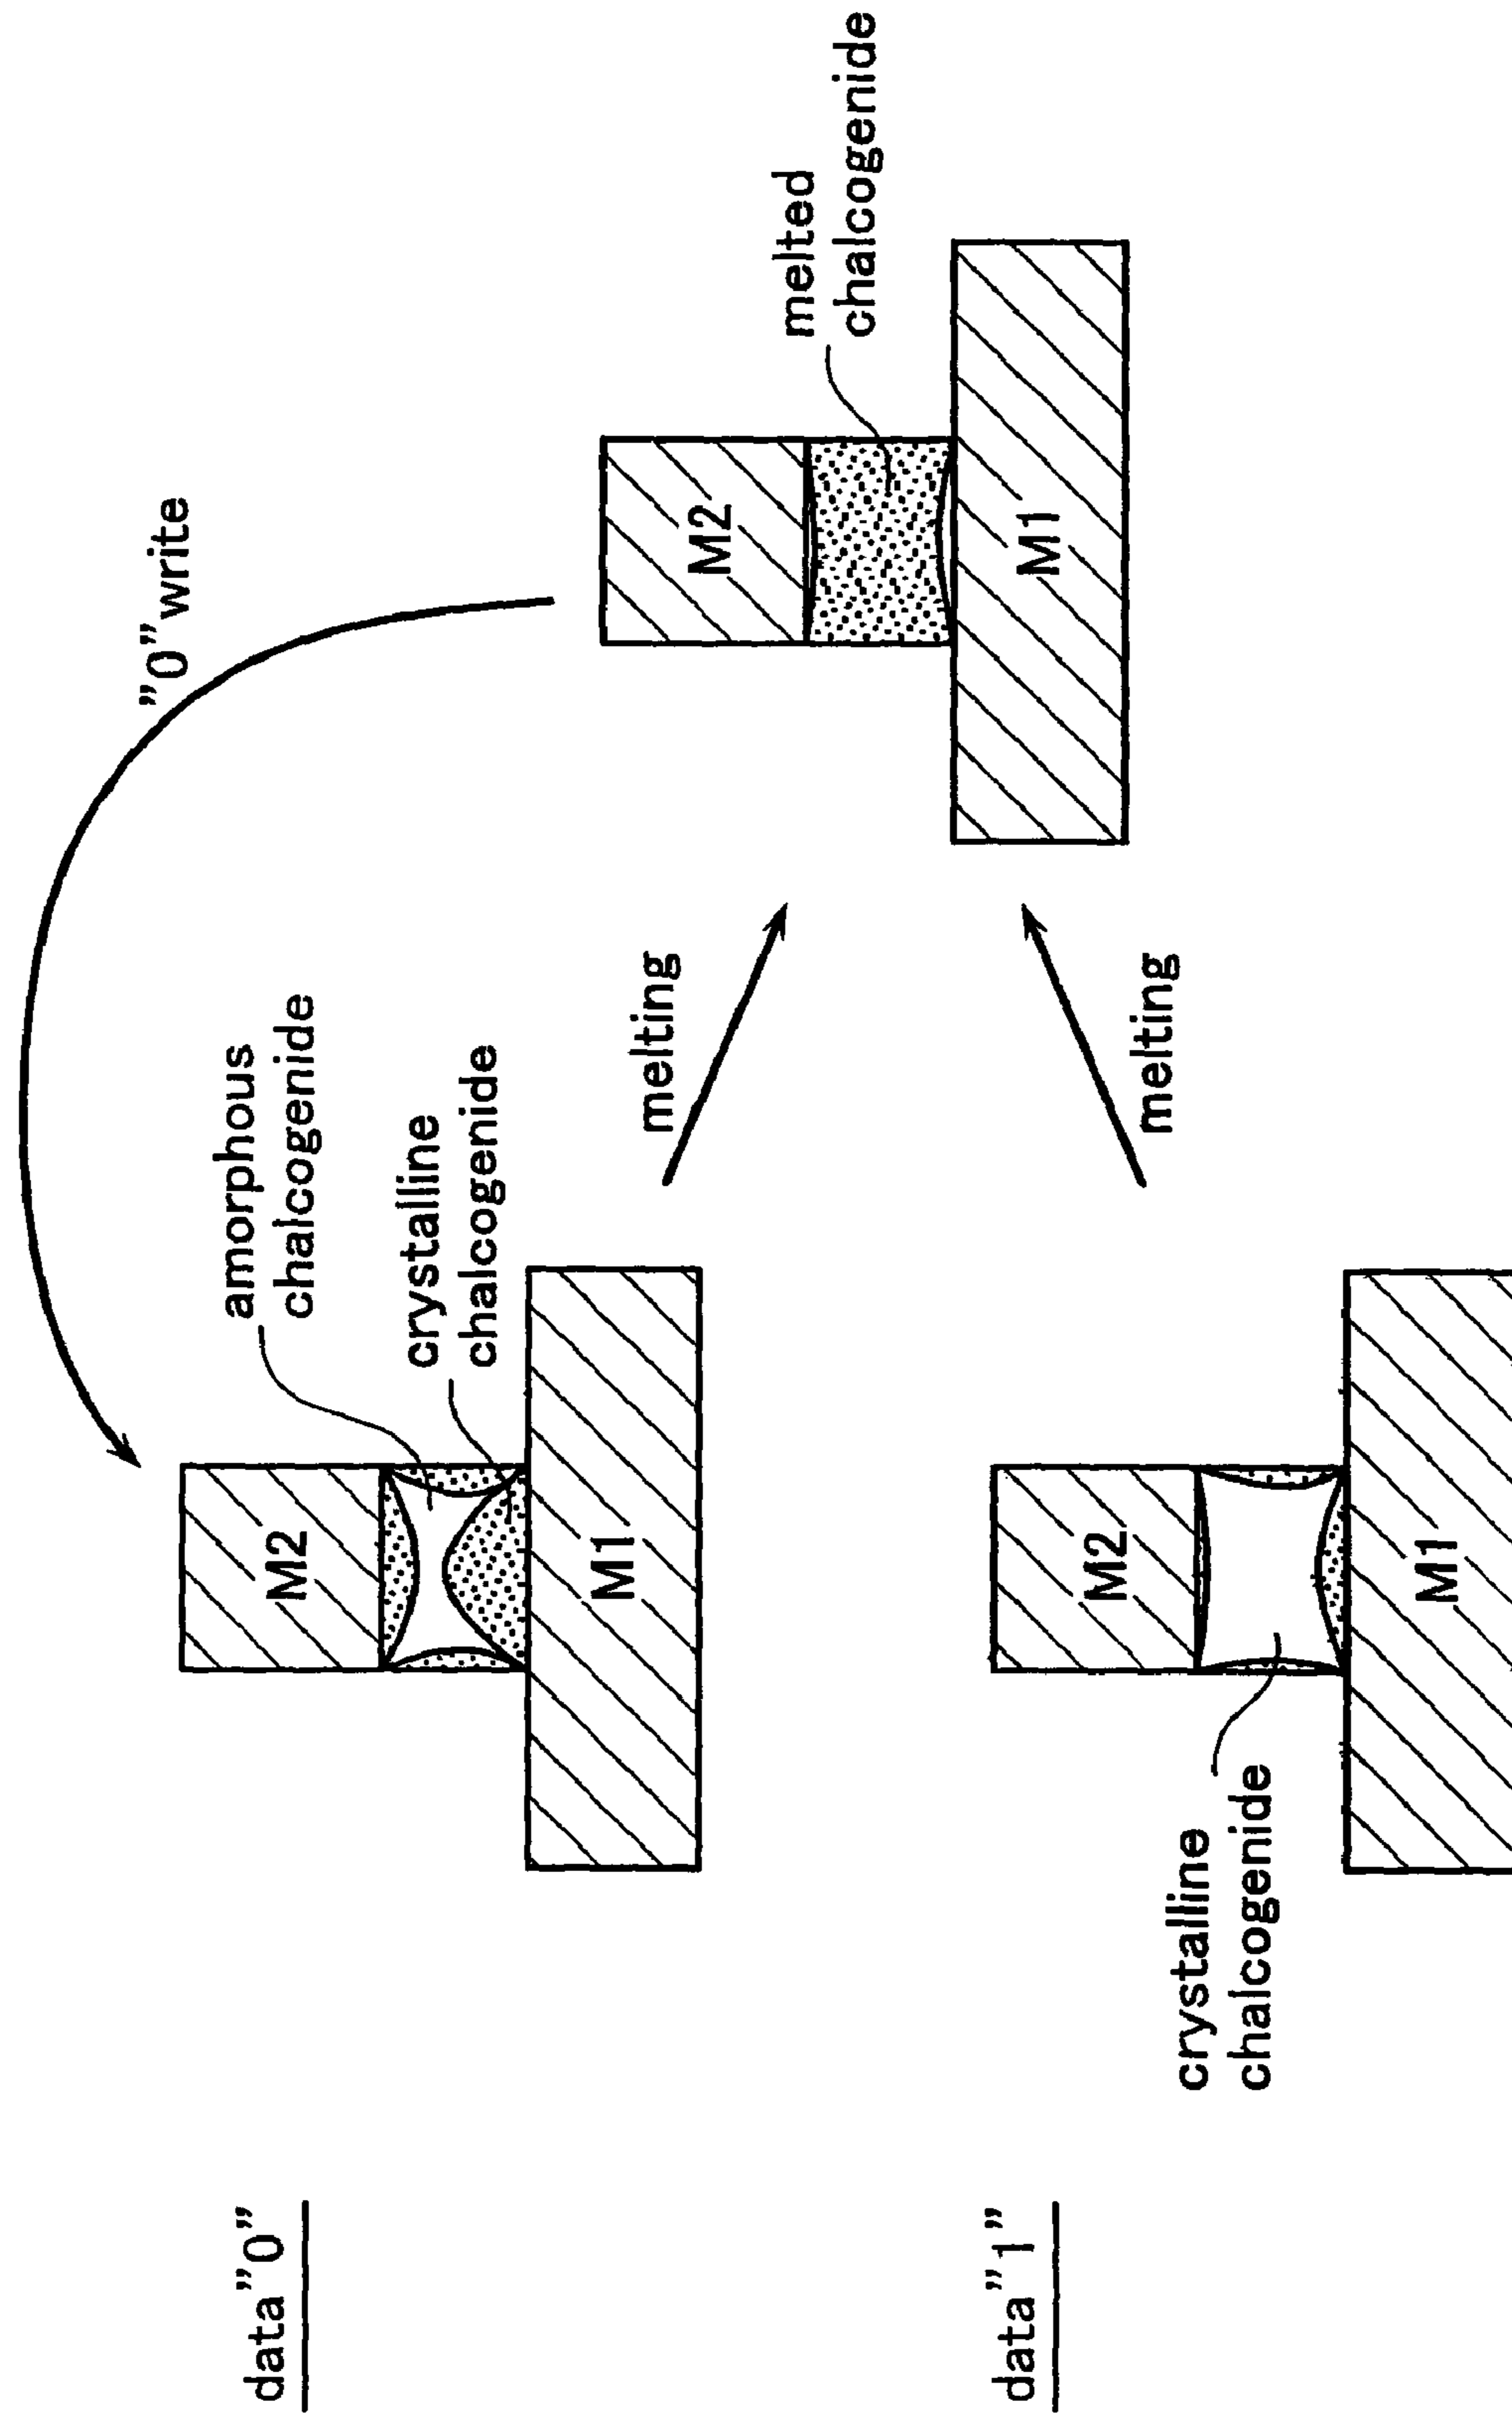 "0" write
data "0"
amorphous
chalcogenide
crystalline
chalcogenide
M2
M1
melting
melted
chalcogenide
M2
M1
data "1"
crystalline
chalcogenide
M2
M1
melting